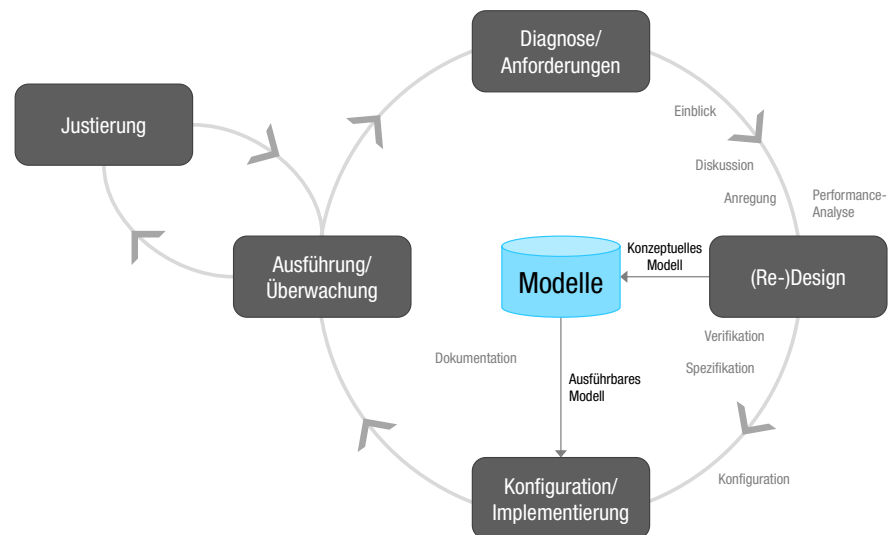 Diagnose/
Anforderungen
Justierung
Einblick
Diskussion
Anregung
Performance-
Analyse
Ausführung/
Überwachung
Modelle
Konzeptuelles
Modell
(Re-)Design
Verifikation
Dokumentation
Spezifikation
Ausführbares
Modell
Konfiguration/
Implementierung
Konfiguration